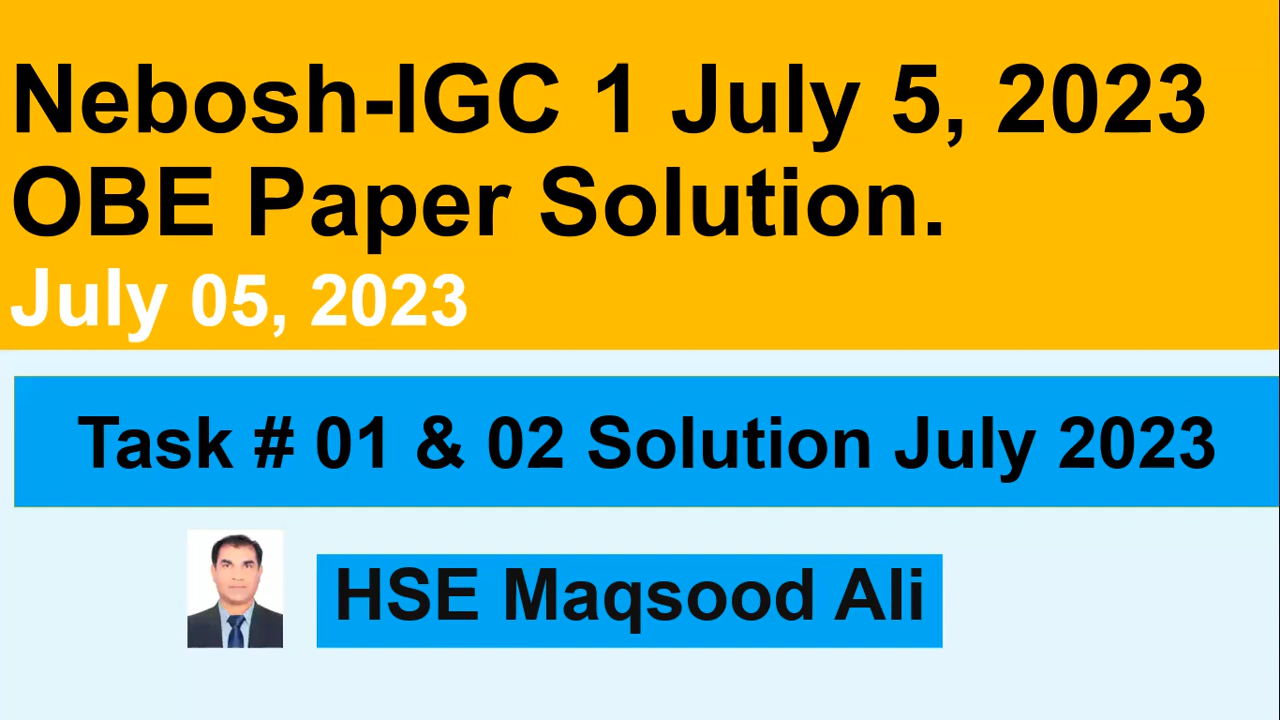 Nebosh-IGC 1 July 5, 2023
OBE Paper Solution.
July 05, 2023
Task # 01 & 02 Solution July 2023
HSE Maqsood Ali